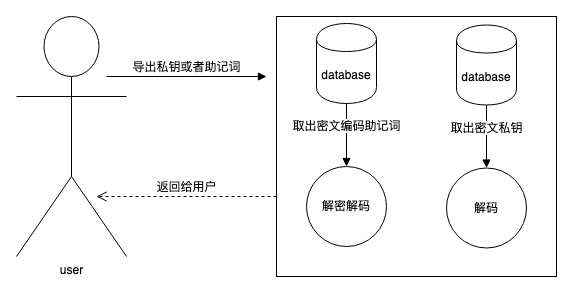 导出私钥或者助记词
database
database
取出密文编码助记词
取出密文私钥
返回给用户
解密解码
解码
user